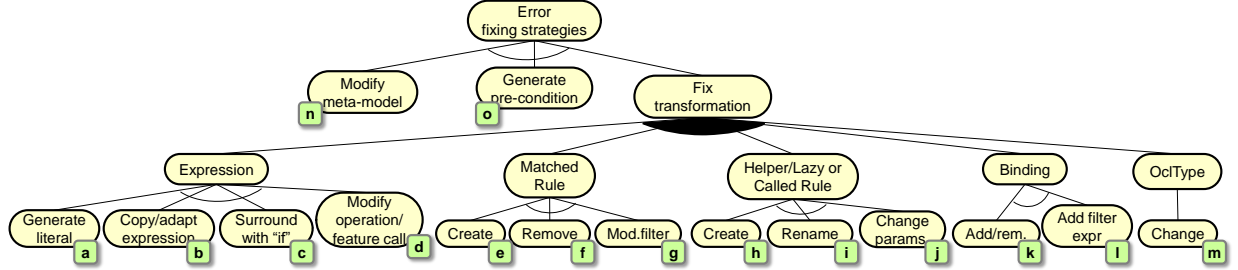 Error
fixing strategies
Modify
meta-model
n
Generate
pre-condition
o
Fix
transformation
Expression
Matched
Rule
Helper/Lazy or
Called Rule
Binding
OclType
Generate
literal
a
Copy/adapt
expression
b
Surround
with "if"
c
Modify
operation/
feature call
d
Create
e
Remove
f
Mod.filter
g
Create
h
Rename
i
Change
params
j
Add/rem.
k
Add filter
expr
l
Change
m